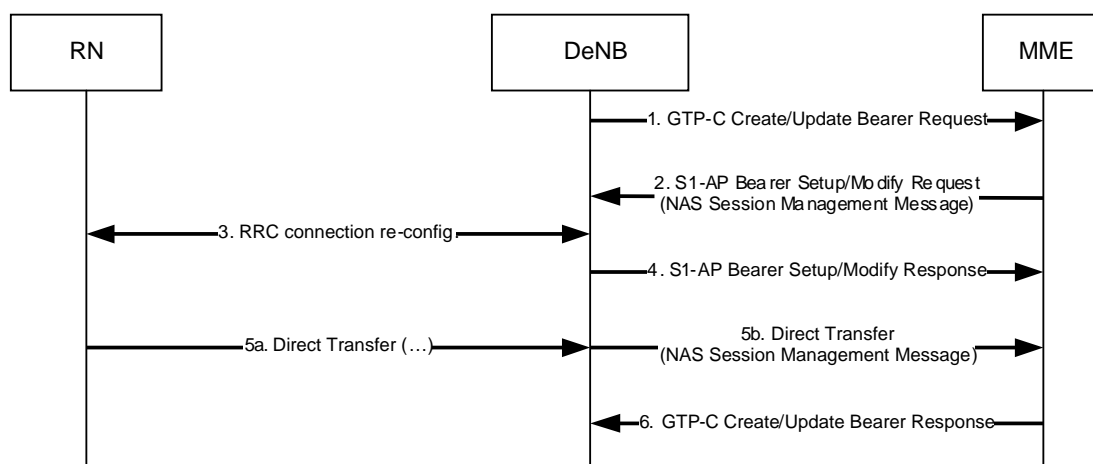 RN
DeNB
MME
1. GTP-C Create/Update Bearer Request
2. S1-AP Bearer Setup/Modify Request
(NAS Session Management Message)
3. RRC connection re-config.
4. S1-AP Bearer Setup/Modify Response
5a. Direct Transfer (…)
5b. Direct Transfer
(NAS Session Management Message)
6. GTP-C Create/Update Bearer Response